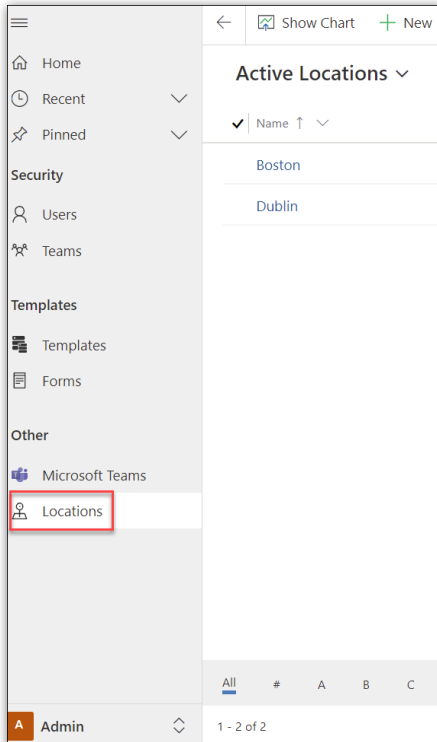 Show Chart
New
Home
Recent
Pinned
Security
Users
Teams
Templates
Templates
Forms
Other
Microsoft Teams
Locations
A Admin
Active Locations
Name
Boston
Dublin
All # A B C
1 - 2 of 2